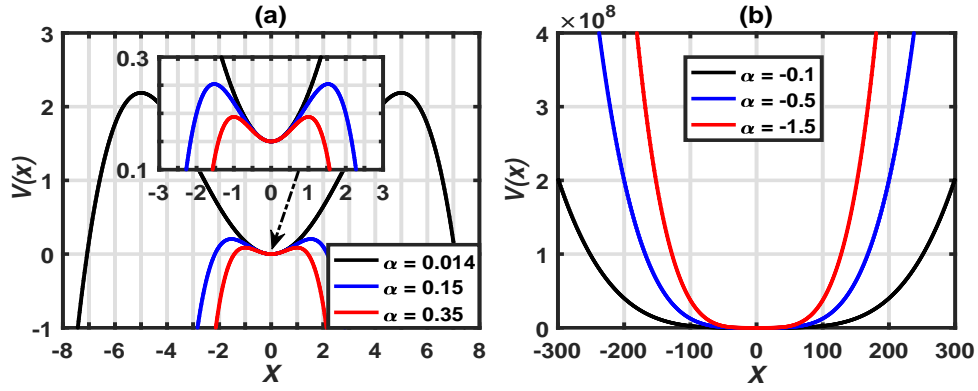 (a)
3
2
1
0
-1
V(x)
0.3
0.1
-3 -2 -1 0 1 2 3
α = 0.014
α = 0.15
α = 0.35
-8 -6 -4 -2 0 2 4 6 8
X
(b)
×10⁸
4
3
2
1
0
V(x)
α = -0.1
α = -0.5
α = -1.5
-300 -200 -100 0 100 200 300
X